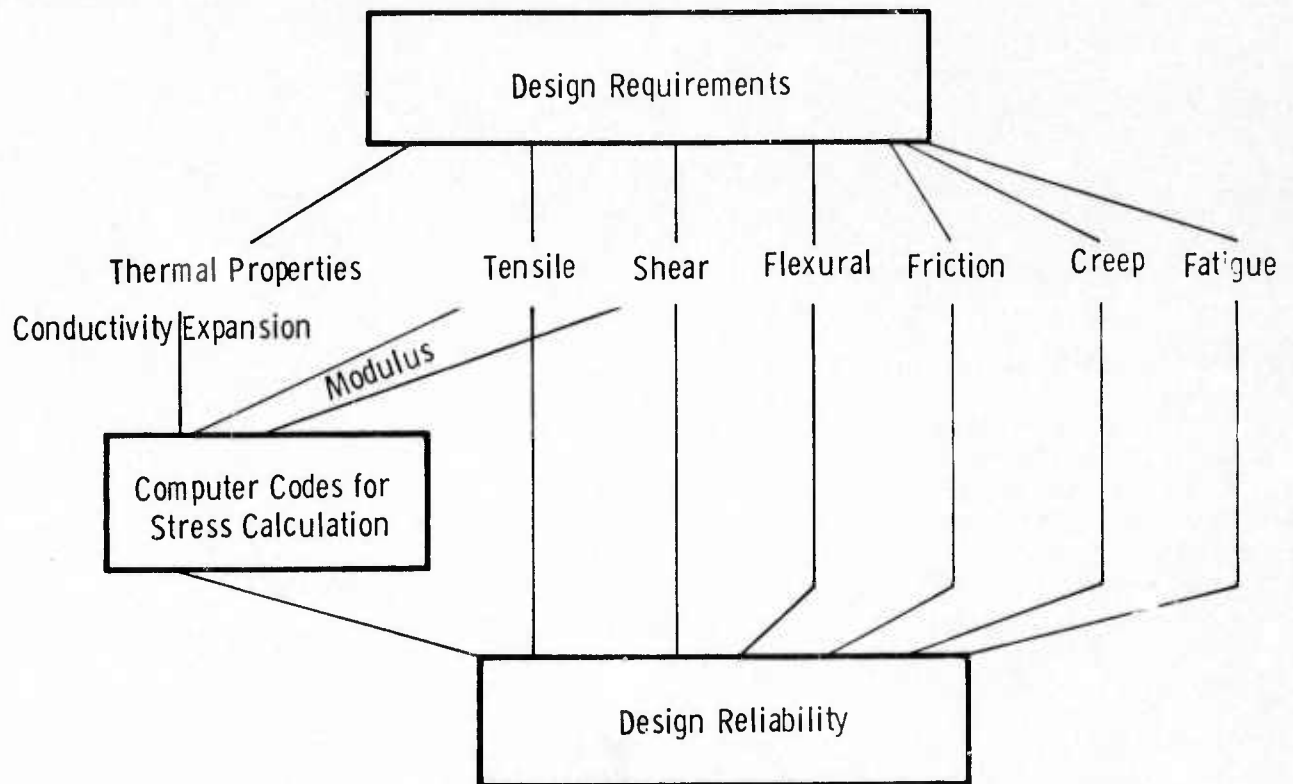 Design Requirements
Thermal Properties
Tensile
Shear
Flexural
Friction
Creep
Fatigue
Conductivity Expansion
Modulus
Computer Codes for
Stress Calculation
Design Reliability